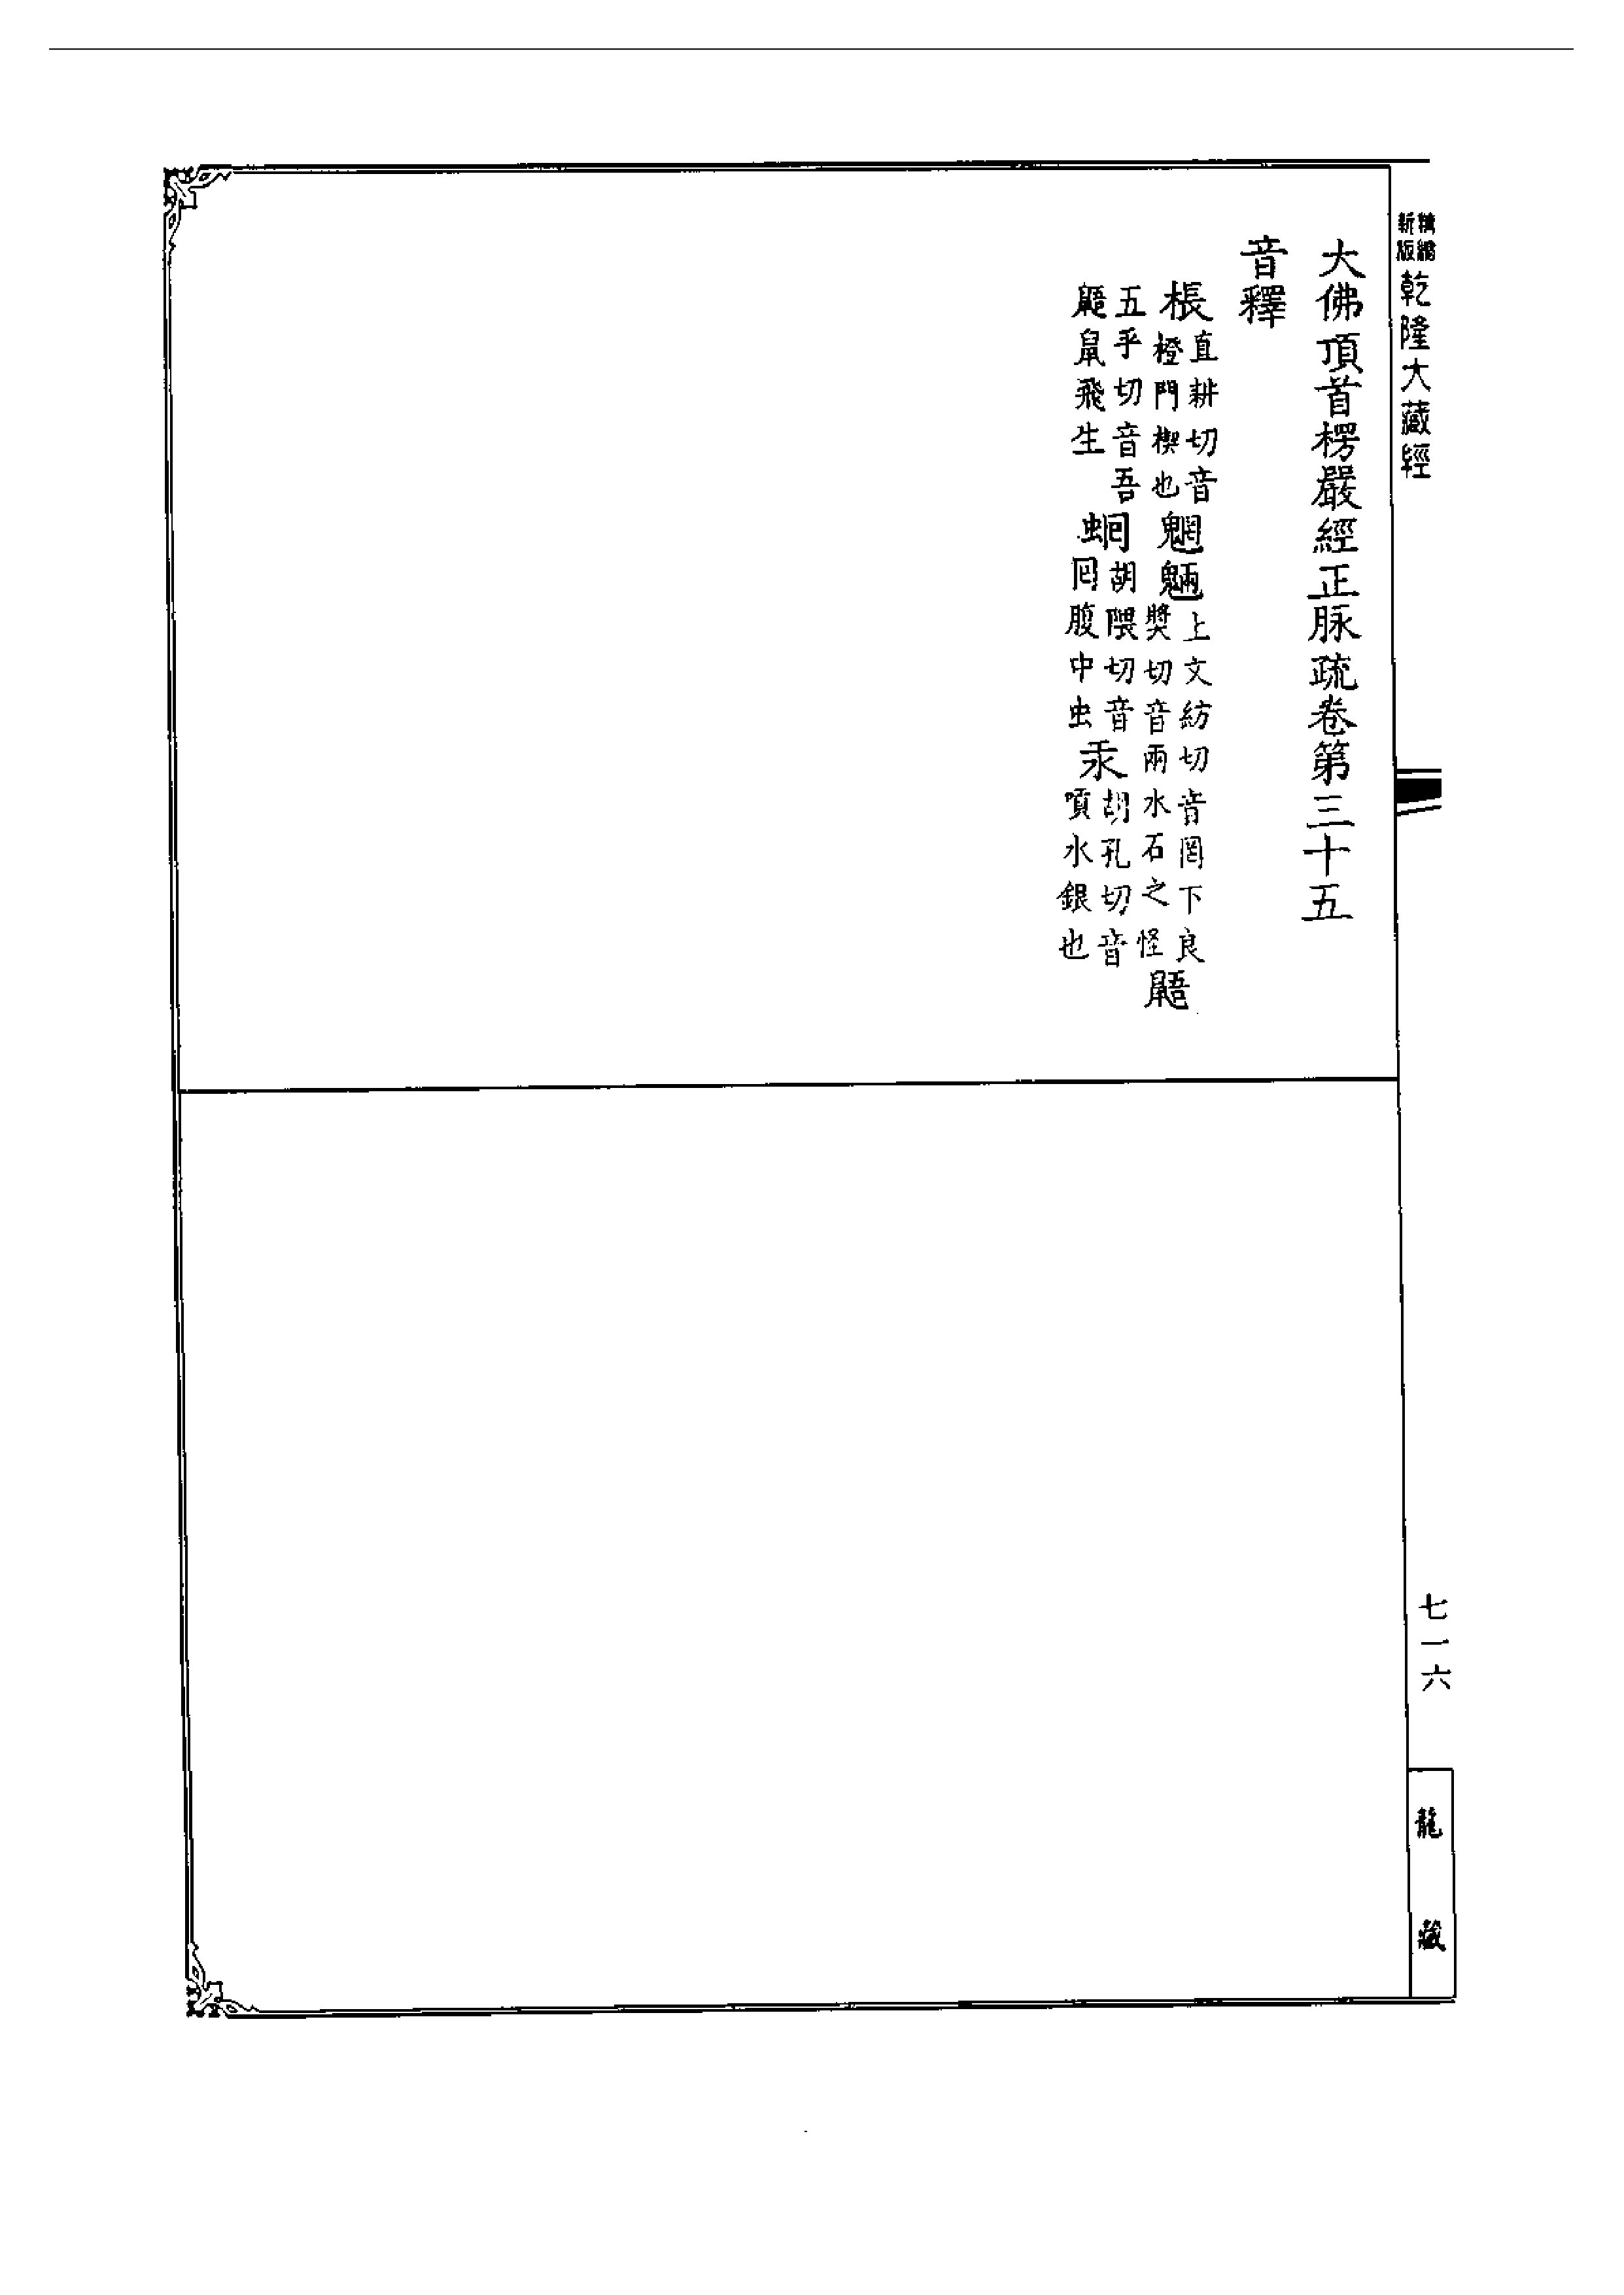 精縮新版
乾隆大藏經
大佛頂首楞嚴經正脉疏卷第三十五
音釋
棖直耕切音橙門楔也魍魎上文紡切音罔下良奬切音兩水石之怪鼯
五乎切音吾鼯鼠飛生蛔胡隈切音囘腹中虫汞胡孔切音嗊水銀也
七一六
龍藏